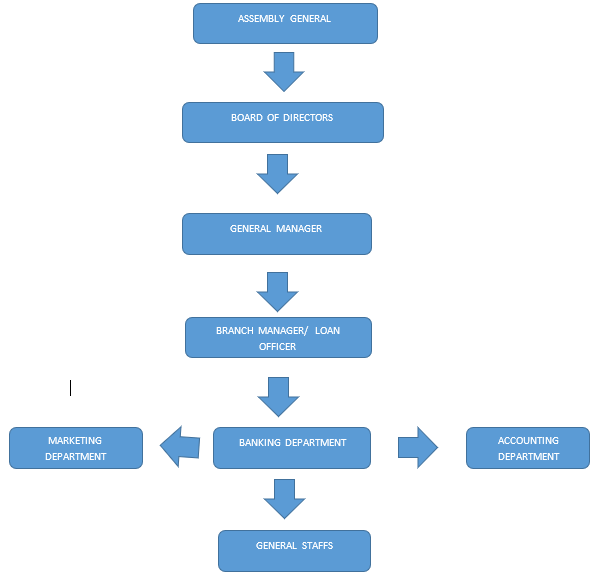 ASSEMBLY GENERAL
BOARD OF DIRECTORS
GENERAL MANAGER
BRANCH MANAGER/ LOAN
OFFICER
MARKETING
DEPARTMENT
BANKING DEPARTMENT
ACCOUNTING
DEPARTMENT
GENERAL STAFFS